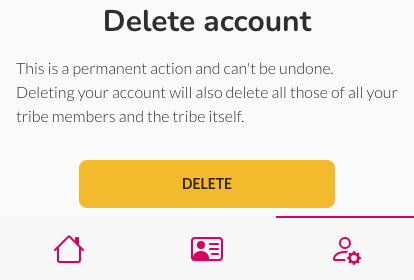 Delete account
This is a permanent action and can't be undone.
Deleting your account will also delete all those of all your
tribe members and the tribe itself.
DELETE